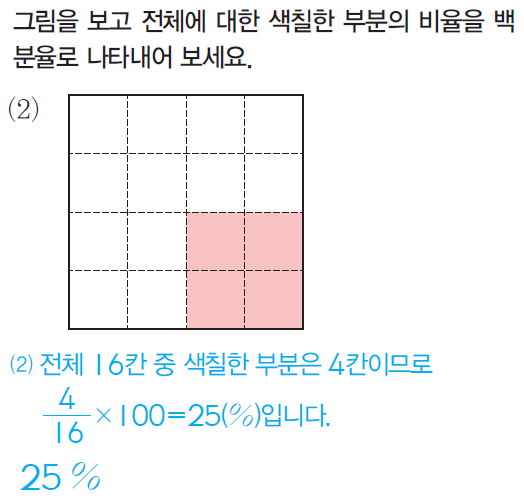 그림을 보고 전체에 대한 색칠한 부분의 비율을 백
분율로 나타내어 보세요.
(2)
(2) 전체 16칸 중 색칠한 부분은 4칸이므로
4/16×100=25(%)입니다.
25 %